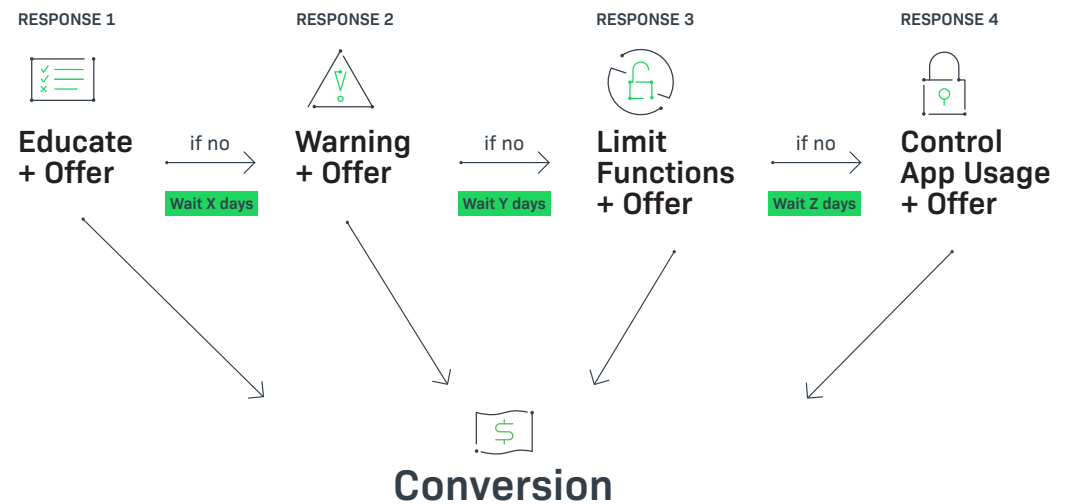 RESPONSE 1
RESPONSE 2
RESPONSE 3
RESPONSE 4
Educate
+ Offer
if no
Wait X days
Warning
+ Offer
if no
Wait Y days
Limit
Functions
+ Offer
if no
Wait Z days
Control
App Usage
+ Offer
$
Conversion